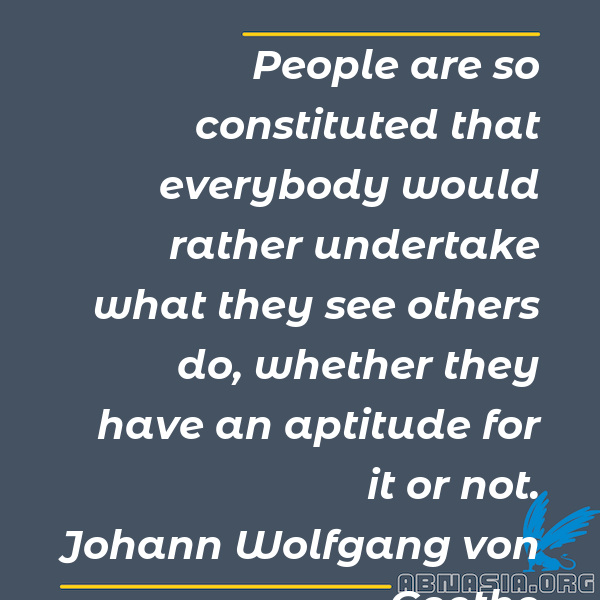 People are so
constituted that
everybody would
rather undertake
what they see others
do, whether they
have an aptitude for
it or not.
Johann Wolfgang von
Goethe
ABNASIA.ORG